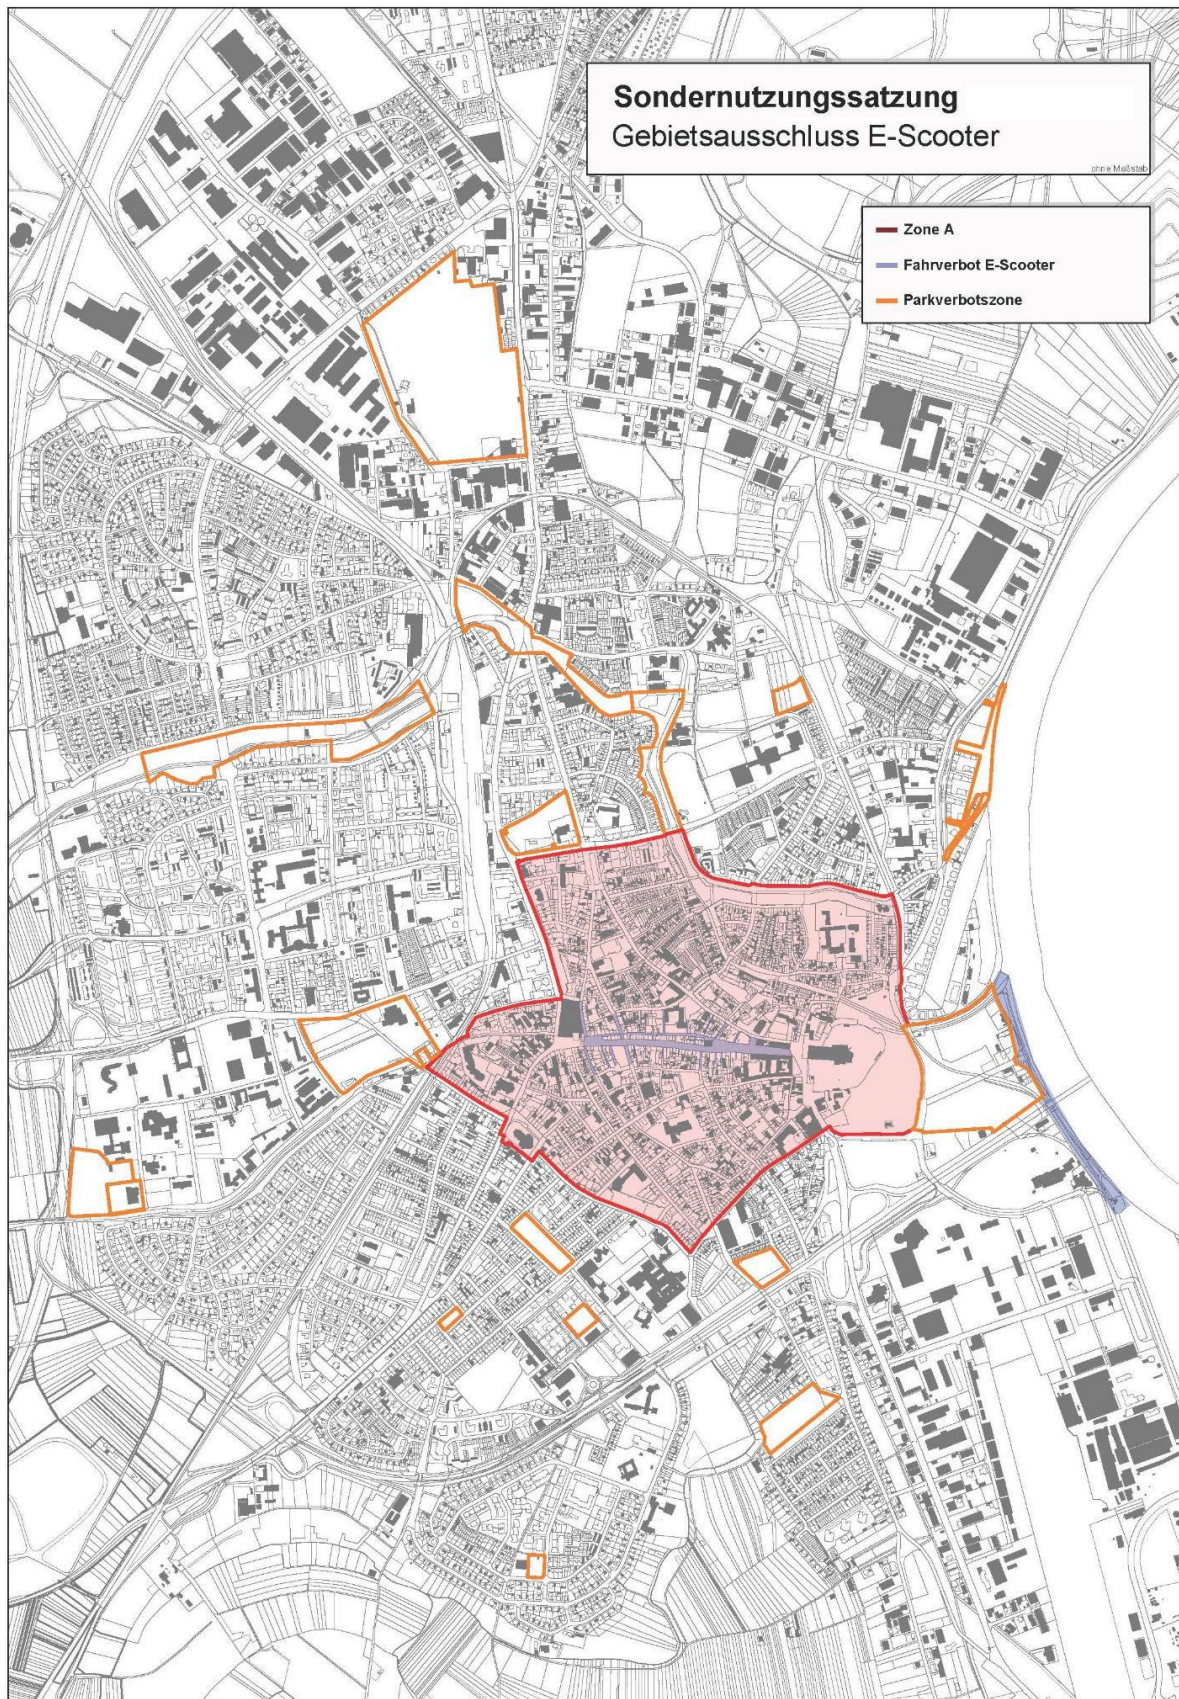 Sondernutzungssatzung
Gebietsausschluss E-Scooter
ohne Maßstab
Zone A
Fahrverbot E-Scooter
Parkverbotszone